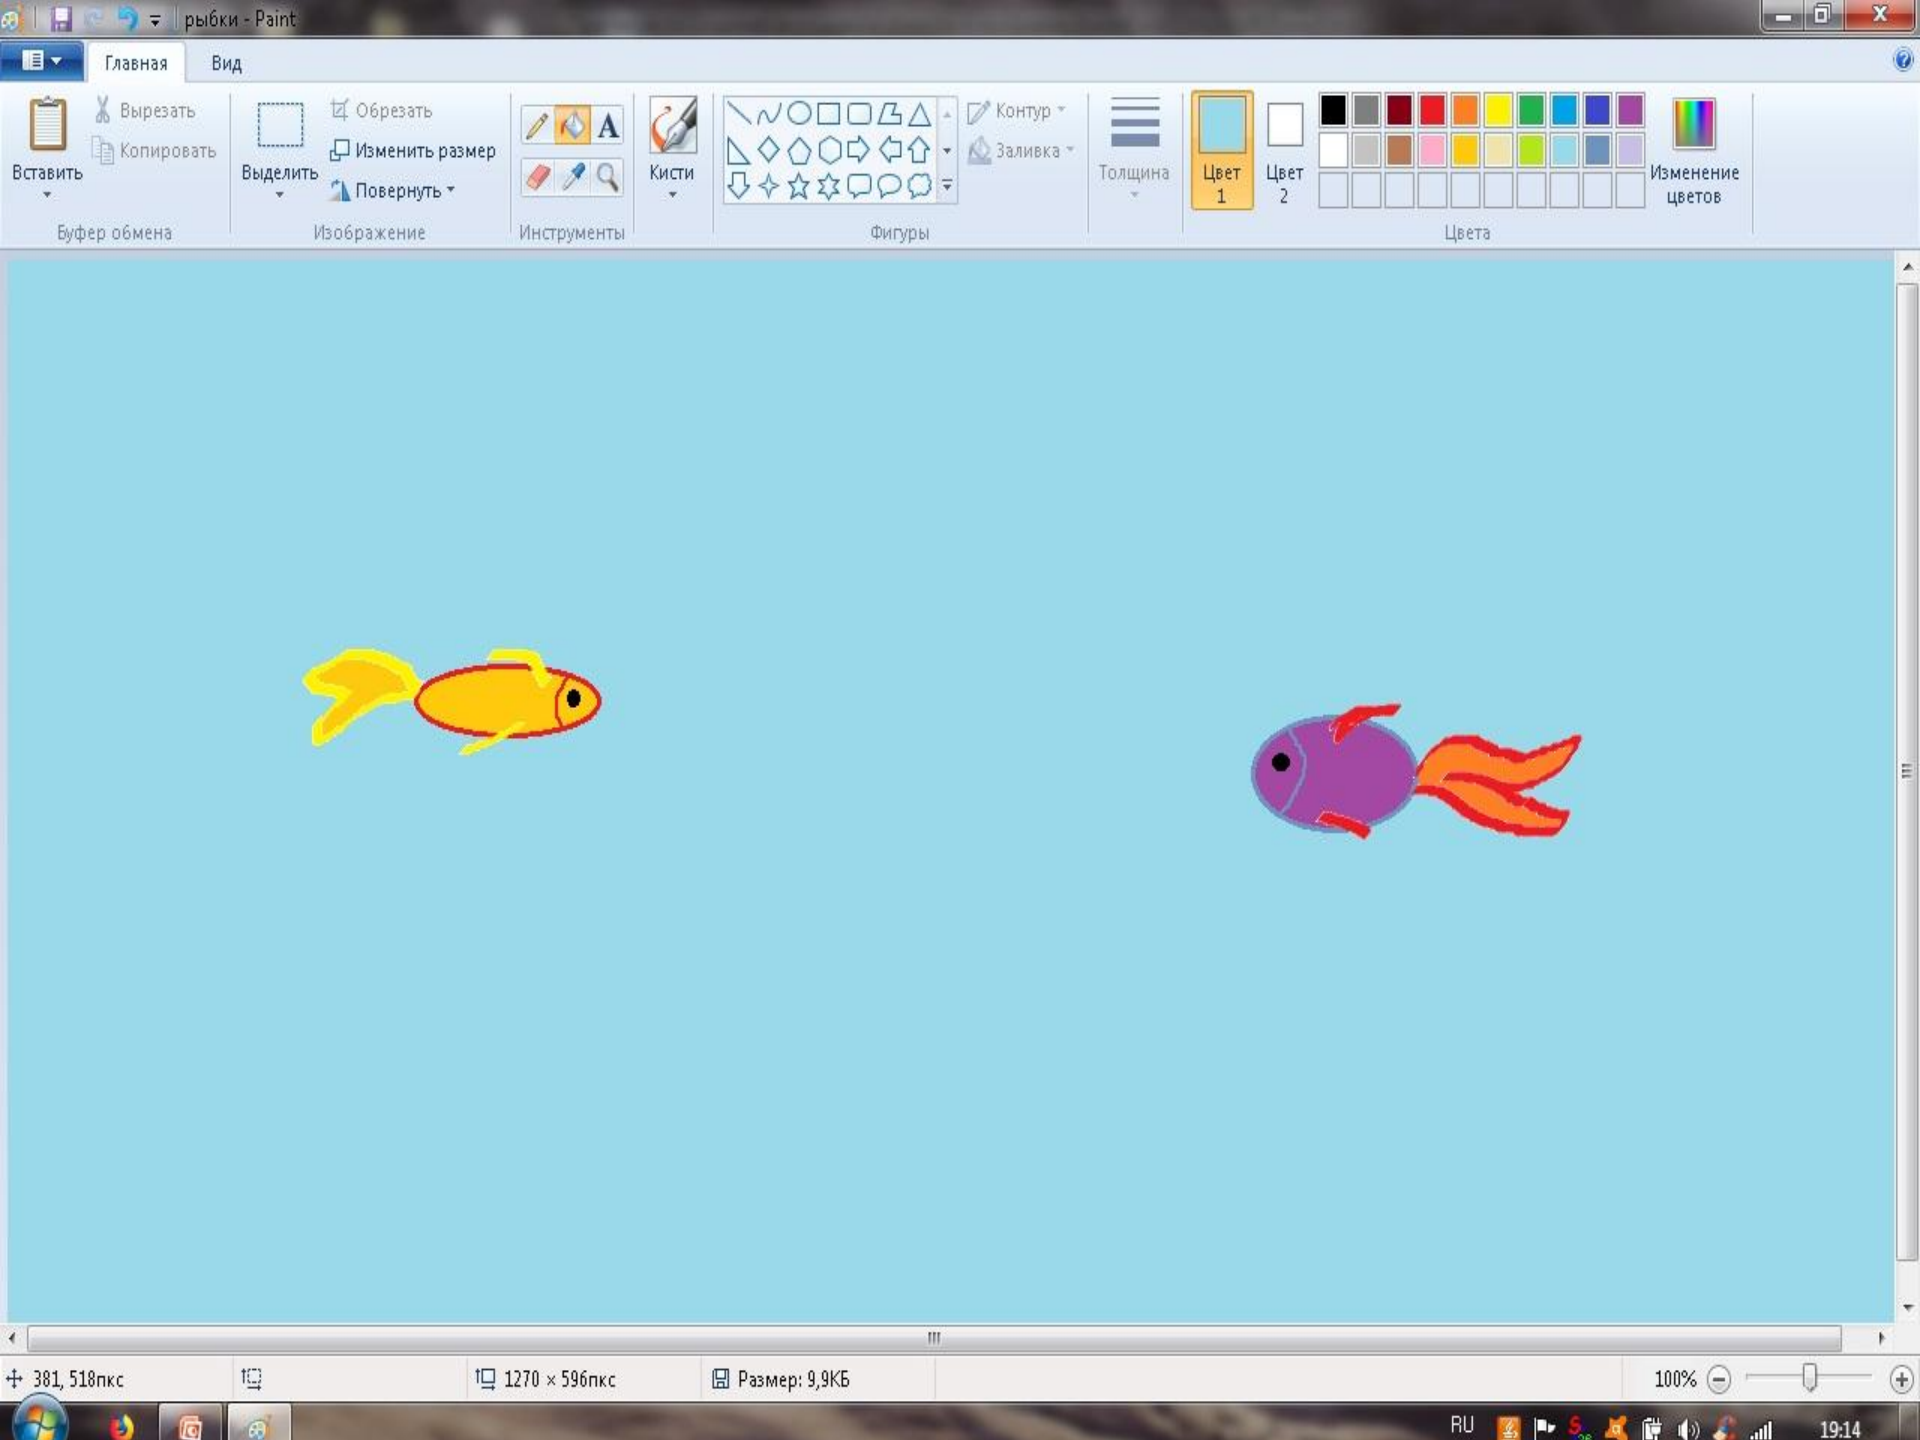 рыбки - Paint
Главная
Вид
Вставить
Вырезать
Копировать
Буфер обмена
Выделить
Обрезать
Изменить размер
Повернуть
Изображение
A
Инструменты
Кисти
Фигуры
Контур
Заливка
Толщина
Цвет
1
Цвет
2
Изменение
цветов
Цвета
381, 518пкс
1270 × 596пкс
Размер: 9,9КБ
100%
RU
19:14